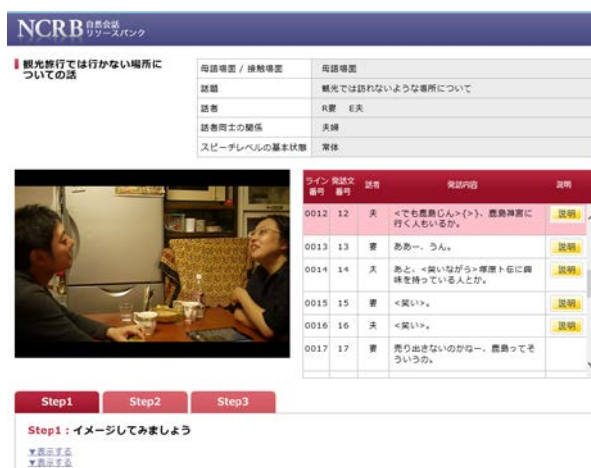 NCRB 自然会話
リソースバンク
観光旅行では行かない場所に
ついての話
母語場面 / 接触場面 母語場面
話題 観光では訪れないような場所について
話者 R妻 E夫
話者同士の関係 夫婦
スピーチレベルの基本状態 常体
ライン番号 発話文番号 話者 発話内容 説明
0012 12 夫 <でも鹿島じん>{>}、鹿島神宮に 説明
行く人もいるか。
0013 13 妻 ああー、うん。 説明
0014 14 夫 あと、<笑いながら>塚原卜伝に興 説明
味を持っている人とか。
0015 15 妻 <笑い>。 説明
0016 16 夫 <笑い>。 説明
0017 17 妻 売り出さないのかねー、鹿島ってそ
ういうの。
Step1 Step2 Step3
Step1：イメージしてみましょう
▼表示する
▼表示する